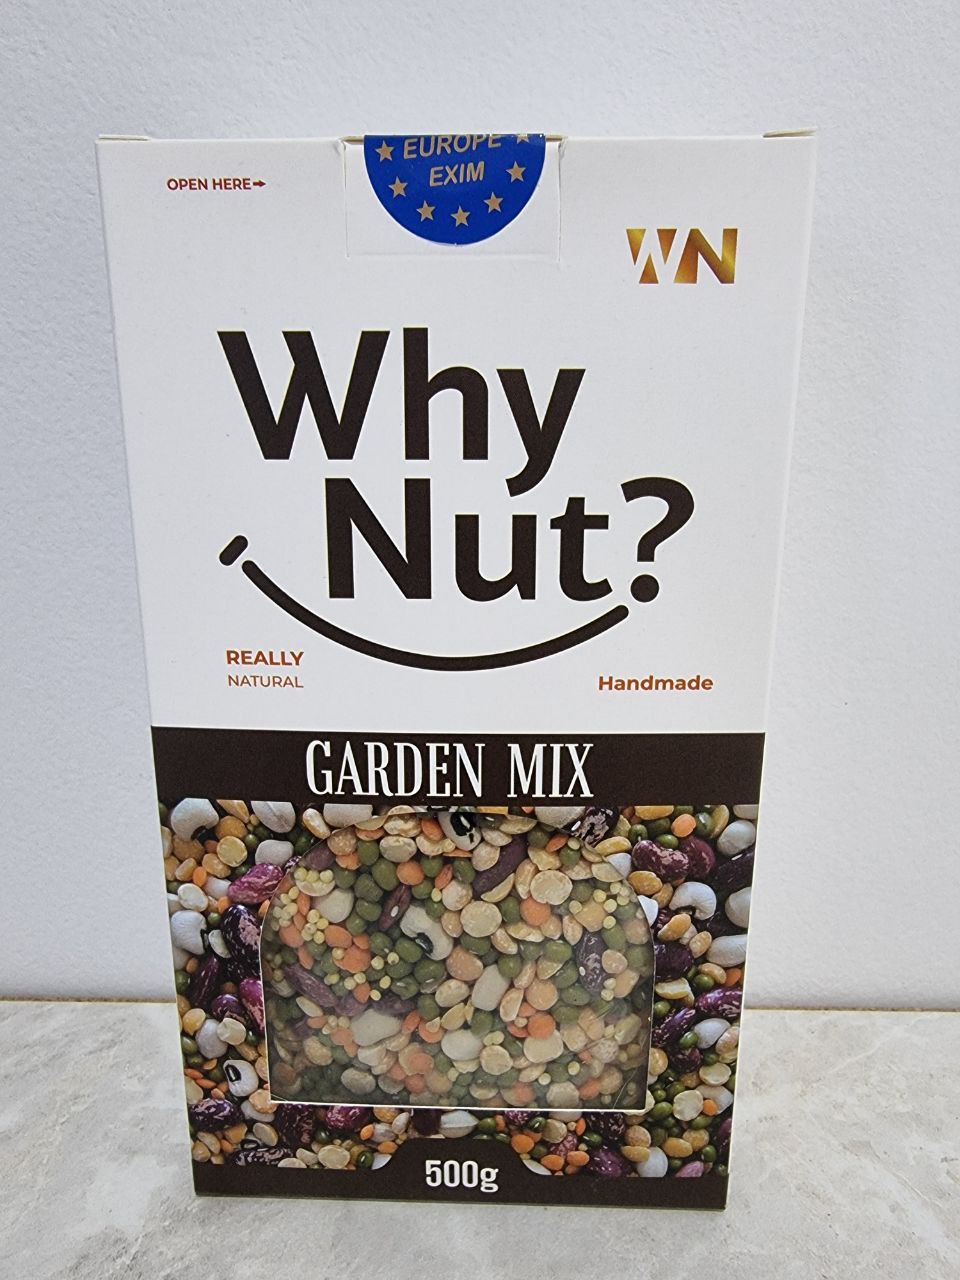 EUROPE
EXIM
OPEN HERE
WN
Why
Nut?
REALLY
NATURAL
Handmade
GARDEN MIX
500g